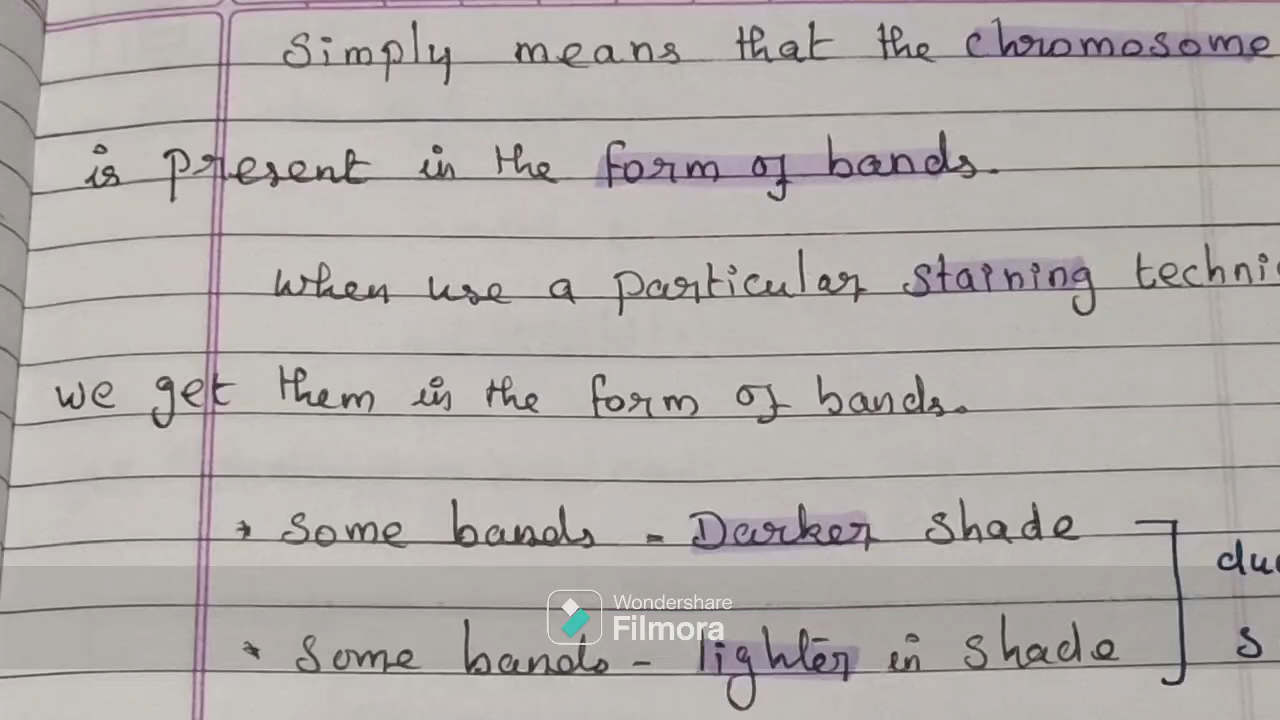 Simply means that the chromosome
is present in the form of bands.
When use a particular staining techni
we get them in the form of bands.
* Some bands - Darker shade
du
Wondershare
Filmora
* Some bands - lighter in shade
s